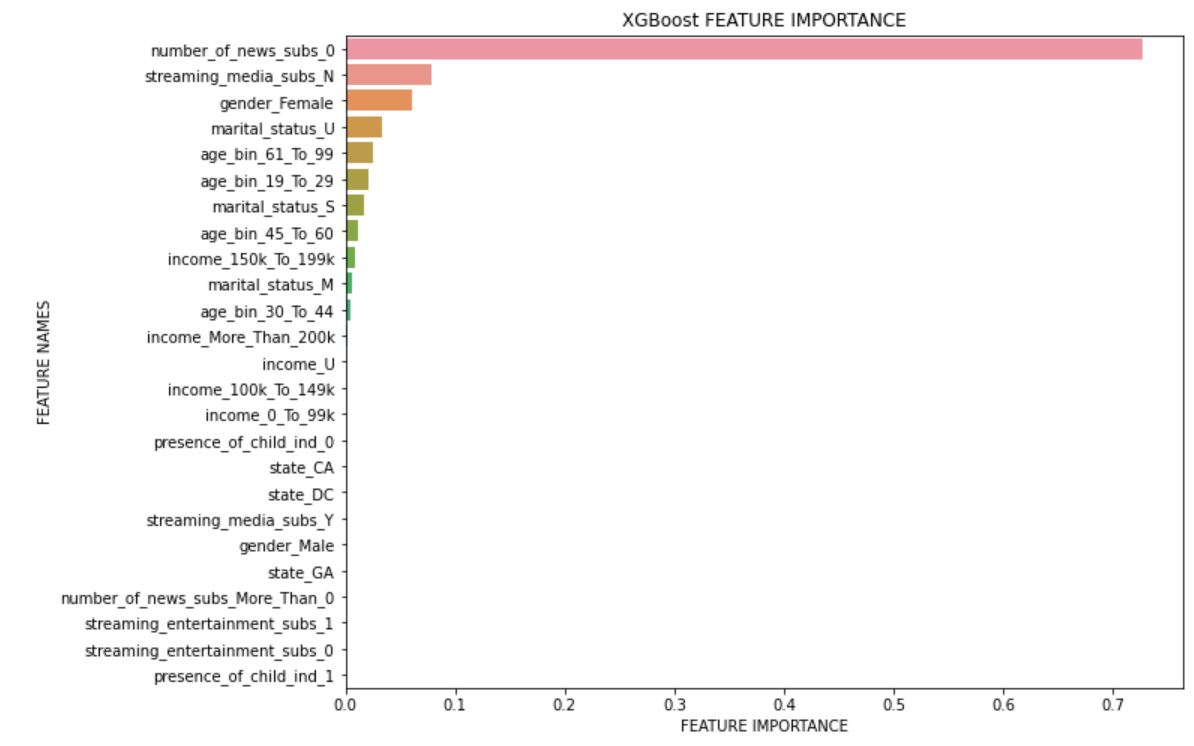 XGBoost FEATURE IMPORTANCE
number_of_news_subs_0
streaming_media_subs_N
gender_Female
marital_status_U
age_bin_61_To_99
age_bin_19_To_29
marital_status_S
age_bin_45_To_60
income_150k_To_199k
marital_status_M
age_bin_30_To_44
income_More_Than_200k
income_U
income_100k_To_149k
income_0_To_99k
presence_of_child_ind_0
state_CA
state_DC
streaming_media_subs_Y
gender_Male
state_GA
number_of_news_subs_More_Than_0
streaming_entertainment_subs_1
streaming_entertainment_subs_0
presence_of_child_ind_1
FEATURE NAMES
0.0 0.1 0.2 0.3 0.4 0.5 0.6 0.7
FEATURE IMPORTANCE